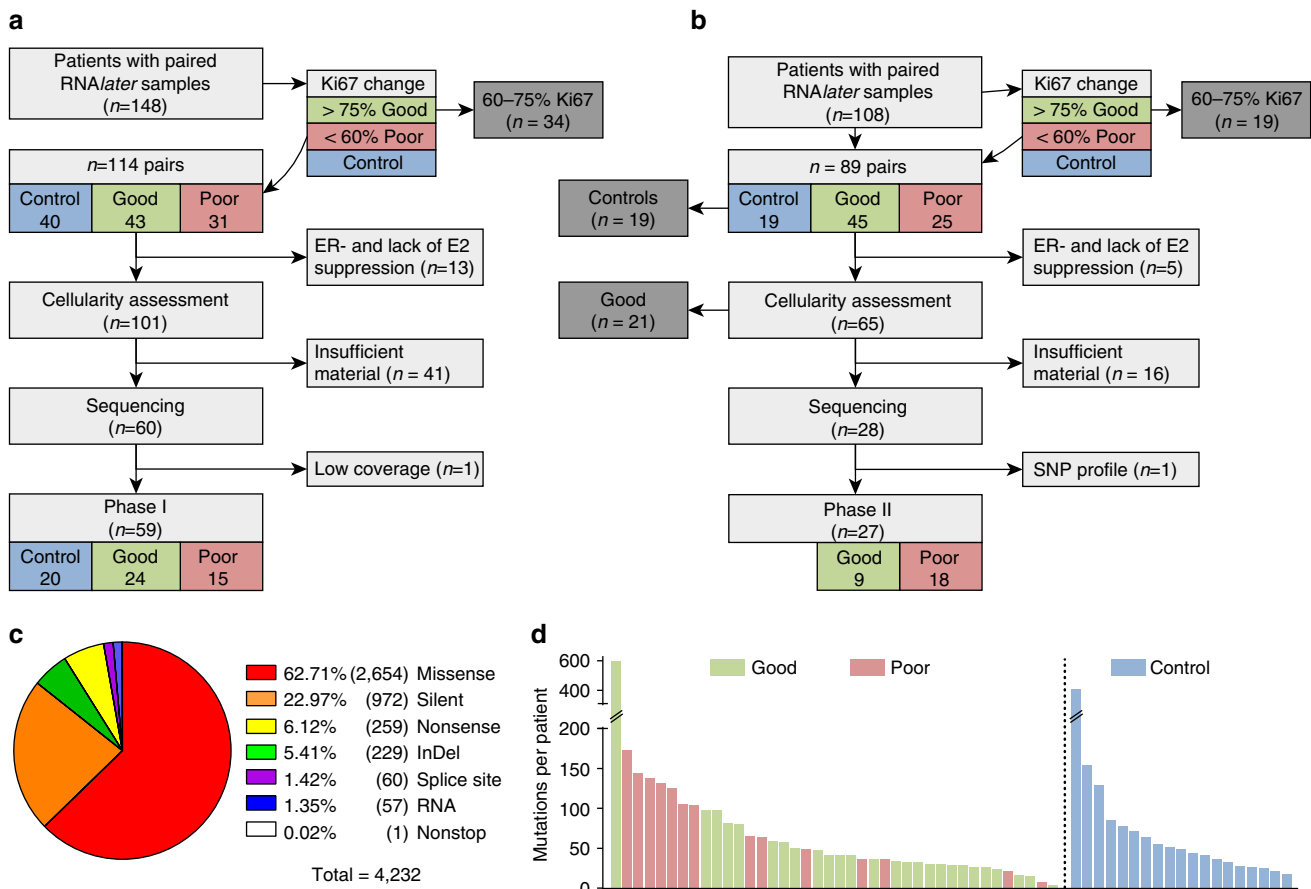 a
Patients with paired
RNAlater samples
(n=148)
Ki67 change
> 75% Good
< 60% Poor
Control
60–75% Ki67
(n = 34)
n=114 pairs
Control
40
Good
43
Poor
31
ER- and lack of E2
suppression (n=13)
Cellularity assessment
(n=101)
Insufficient
material (n = 41)
Sequencing
(n=60)
Low coverage (n=1)
Phase I
(n=59)
Control
20
Good
24
Poor
15
b
Patients with paired
RNAlater samples
(n=108)
Ki67 change
> 75% Good
< 60% Poor
Control
60–75% Ki67
(n = 19)
n = 89 pairs
Control
19
Good
45
Poor
25
Controls
(n = 19)
ER- and lack of E2
suppression (n=5)
Cellularity assessment
(n=65)
Good
(n = 21)
Insufficient
material (n = 16)
Sequencing
(n=28)
SNP profile (n=1)
Phase II
(n=27)
Good
9
Poor
18
c
62.71% (2,654) Missense
22.97% (972) Silent
6.12% (259) Nonsense
5.41% (229) InDel
1.42% (60) Splice site
1.35% (57) RNA
0.02% (1) Nonstop
Total = 4,232
d
Mutations per patient
600
400
200
150
100
50
0
Good
Poor
Control